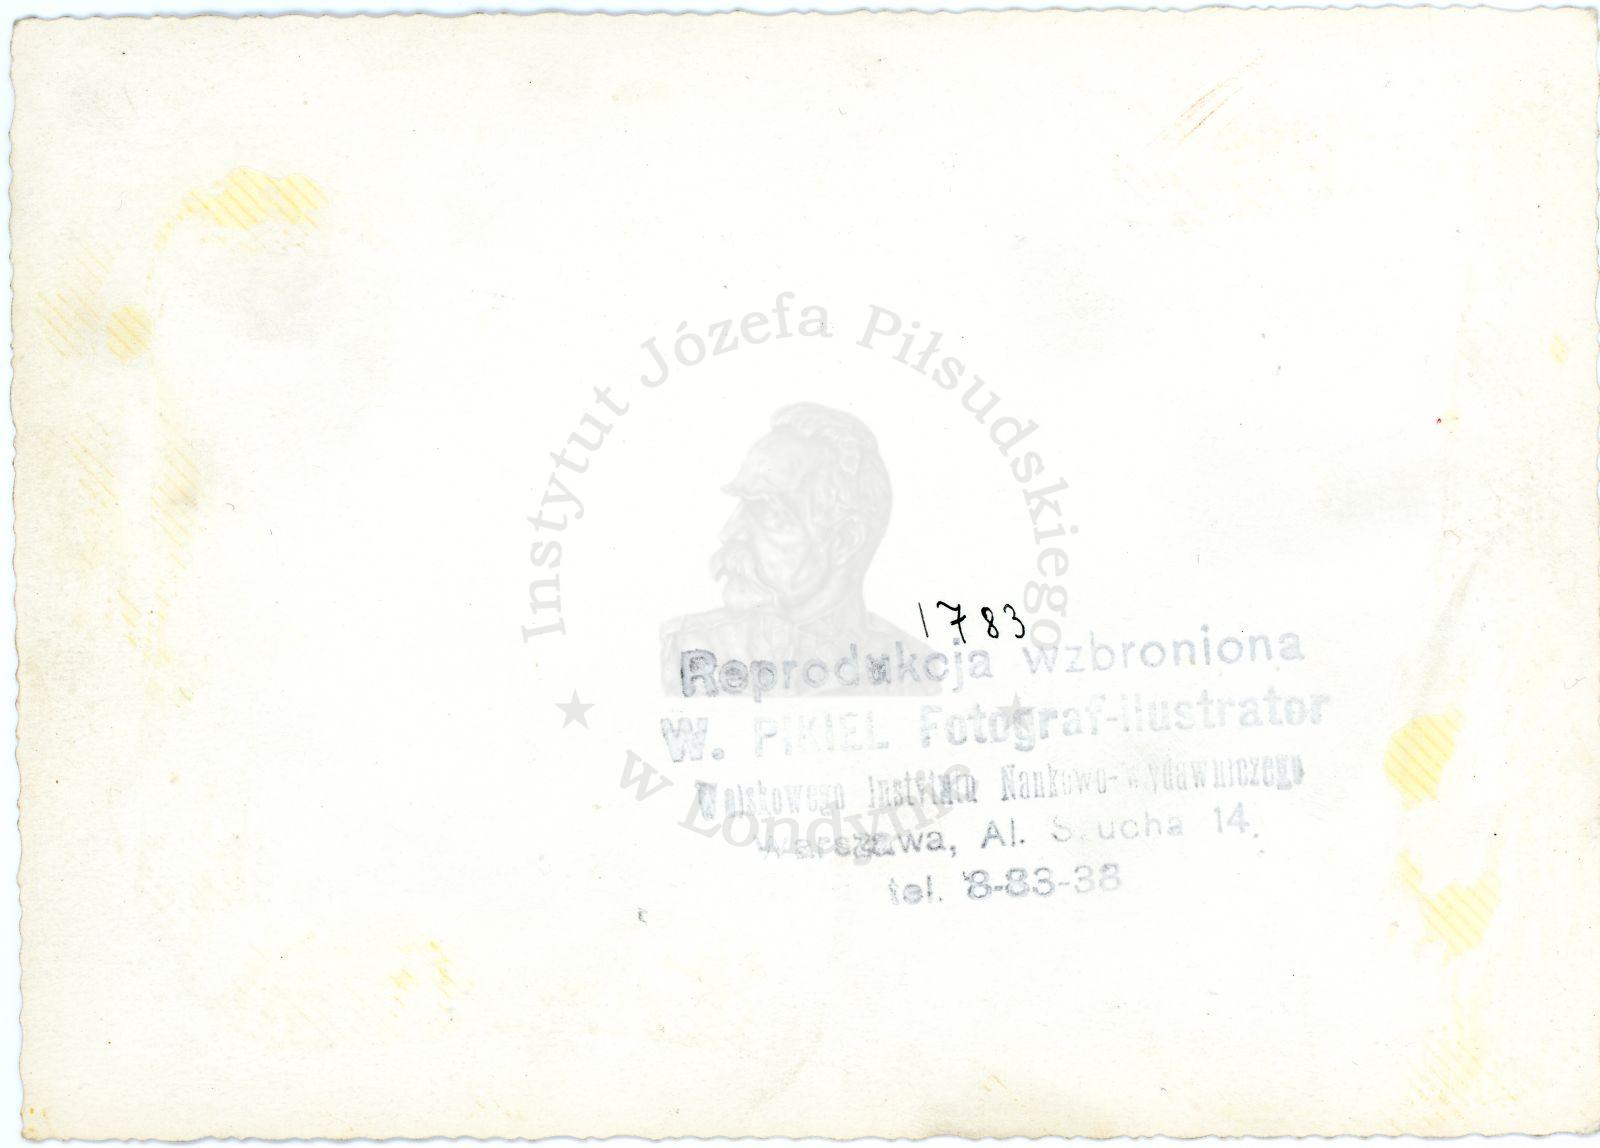 Instytut Józefa Piłsudskiego
w Londynie
1783
Reprodukcja wzbroniona
W. PIKIEL Fotograf-Ilustrator
Wojskowego Instytutu Naukowo-Wydawniczego
Warszawa, Al. Szucha 14.
tel. 8-83-38